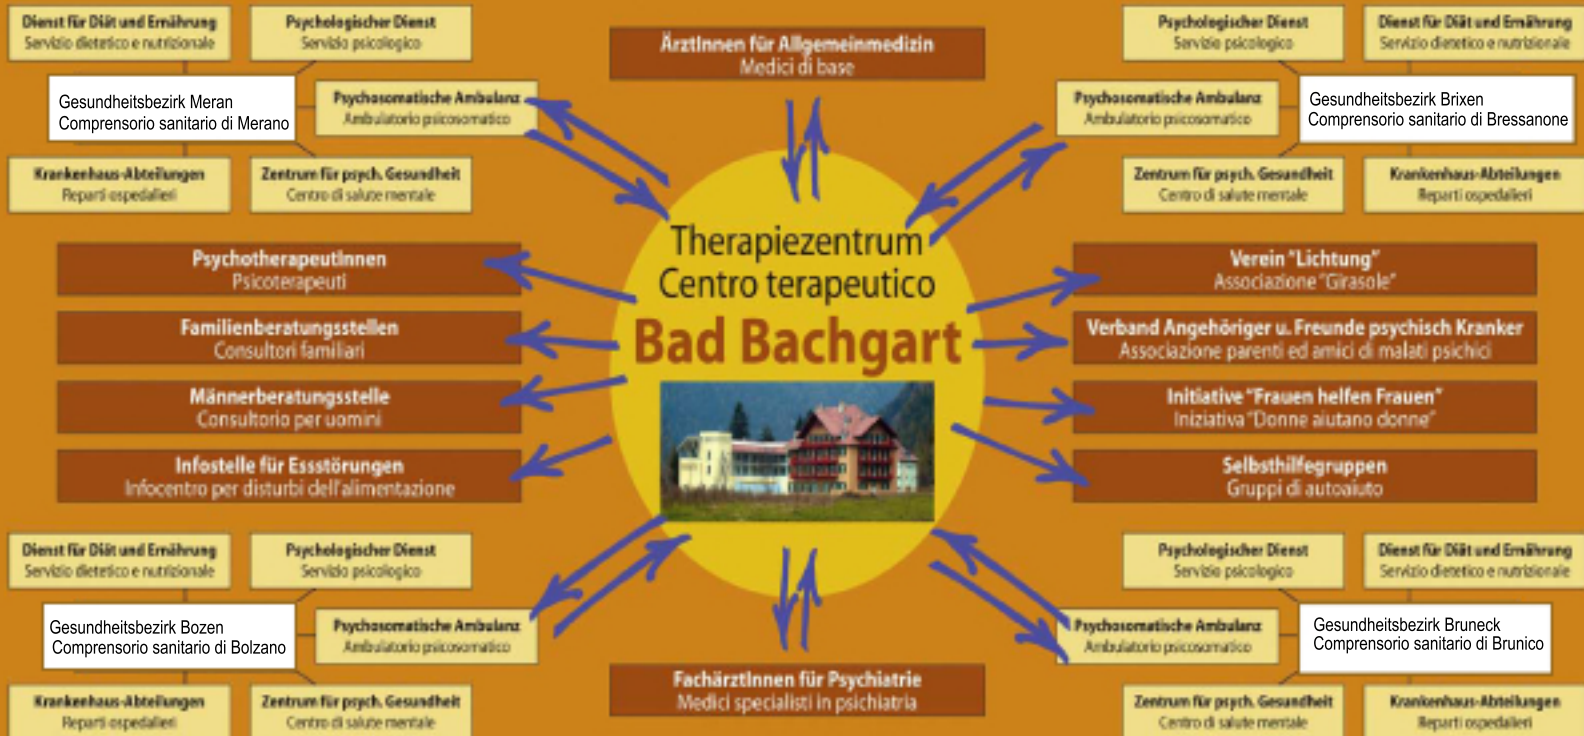 Dienst für Diät und Ernährung
Servizio dietetico e nutrizionale
Psychologischer Dienst
Servizio psicologico
Gesundheitsbezirk Meran
Comprensorio sanitario di Merano
Psychosomatische Ambulanz
Ambulatorio psicosomatico
Krankenhaus-Abteilungen
Reparti ospedalieri
Zentrum für psych. Gesundheit
Centro di salute mentale
ÄrztInnen für Allgemeinmedizin
Medici di base
Psychologischer Dienst
Servizio psicologico
Dienst für Diät und Ernährung
Servizio dietetico e nutrizionale
Psychosomatische Ambulanz
Ambulatorio psicosomatico
Gesundheitsbezirk Brixen
Comprensorio sanitario di Bressanone
Zentrum für psych. Gesundheit
Centro di salute mentale
Krankenhaus-Abteilungen
Reparti ospedalieri
PsychotherapeutInnen
Psicoterapeuti
Familienberatungsstellen
Consultori familiari
Männerberatungsstelle
Consultorio per uomini
Infostelle für Essstörungen
Infocentro per disturbi dell'alimentazione
Therapiezentrum
Centro terapeutico
Bad Bachgart
Verein "Lichtung"
Associazione "Girasole"
Verband Angehöriger u. Freunde psychisch Kranker
Associazione parenti ed amici di malati psichici
Initiative "Frauen helfen Frauen"
Iniziativa "Donne aiutano donne"
Selbsthilfegruppen
Gruppi di autoaiuto
Dienst für Diät und Ernährung
Servizio dietetico e nutrizionale
Psychologischer Dienst
Servizio psicologico
Gesundheitsbezirk Bozen
Comprensorio sanitario di Bolzano
Psychosomatische Ambulanz
Ambulatorio psicosomatico
Krankenhaus-Abteilungen
Reparti ospedalieri
Zentrum für psych. Gesundheit
Centro di salute mentale
FachärztInnen für Psychiatrie
Medici specialisti in psichiatria
Psychologischer Dienst
Servizio psicologico
Dienst für Diät und Ernährung
Servizio dietetico e nutrizionale
Psychosomatische Ambulanz
Ambulatorio psicosomatico
Gesundheitsbezirk Bruneck
Comprensorio sanitario di Brunico
Zentrum für psych. Gesundheit
Centro di salute mentale
Krankenhaus-Abteilungen
Reparti ospedalieri